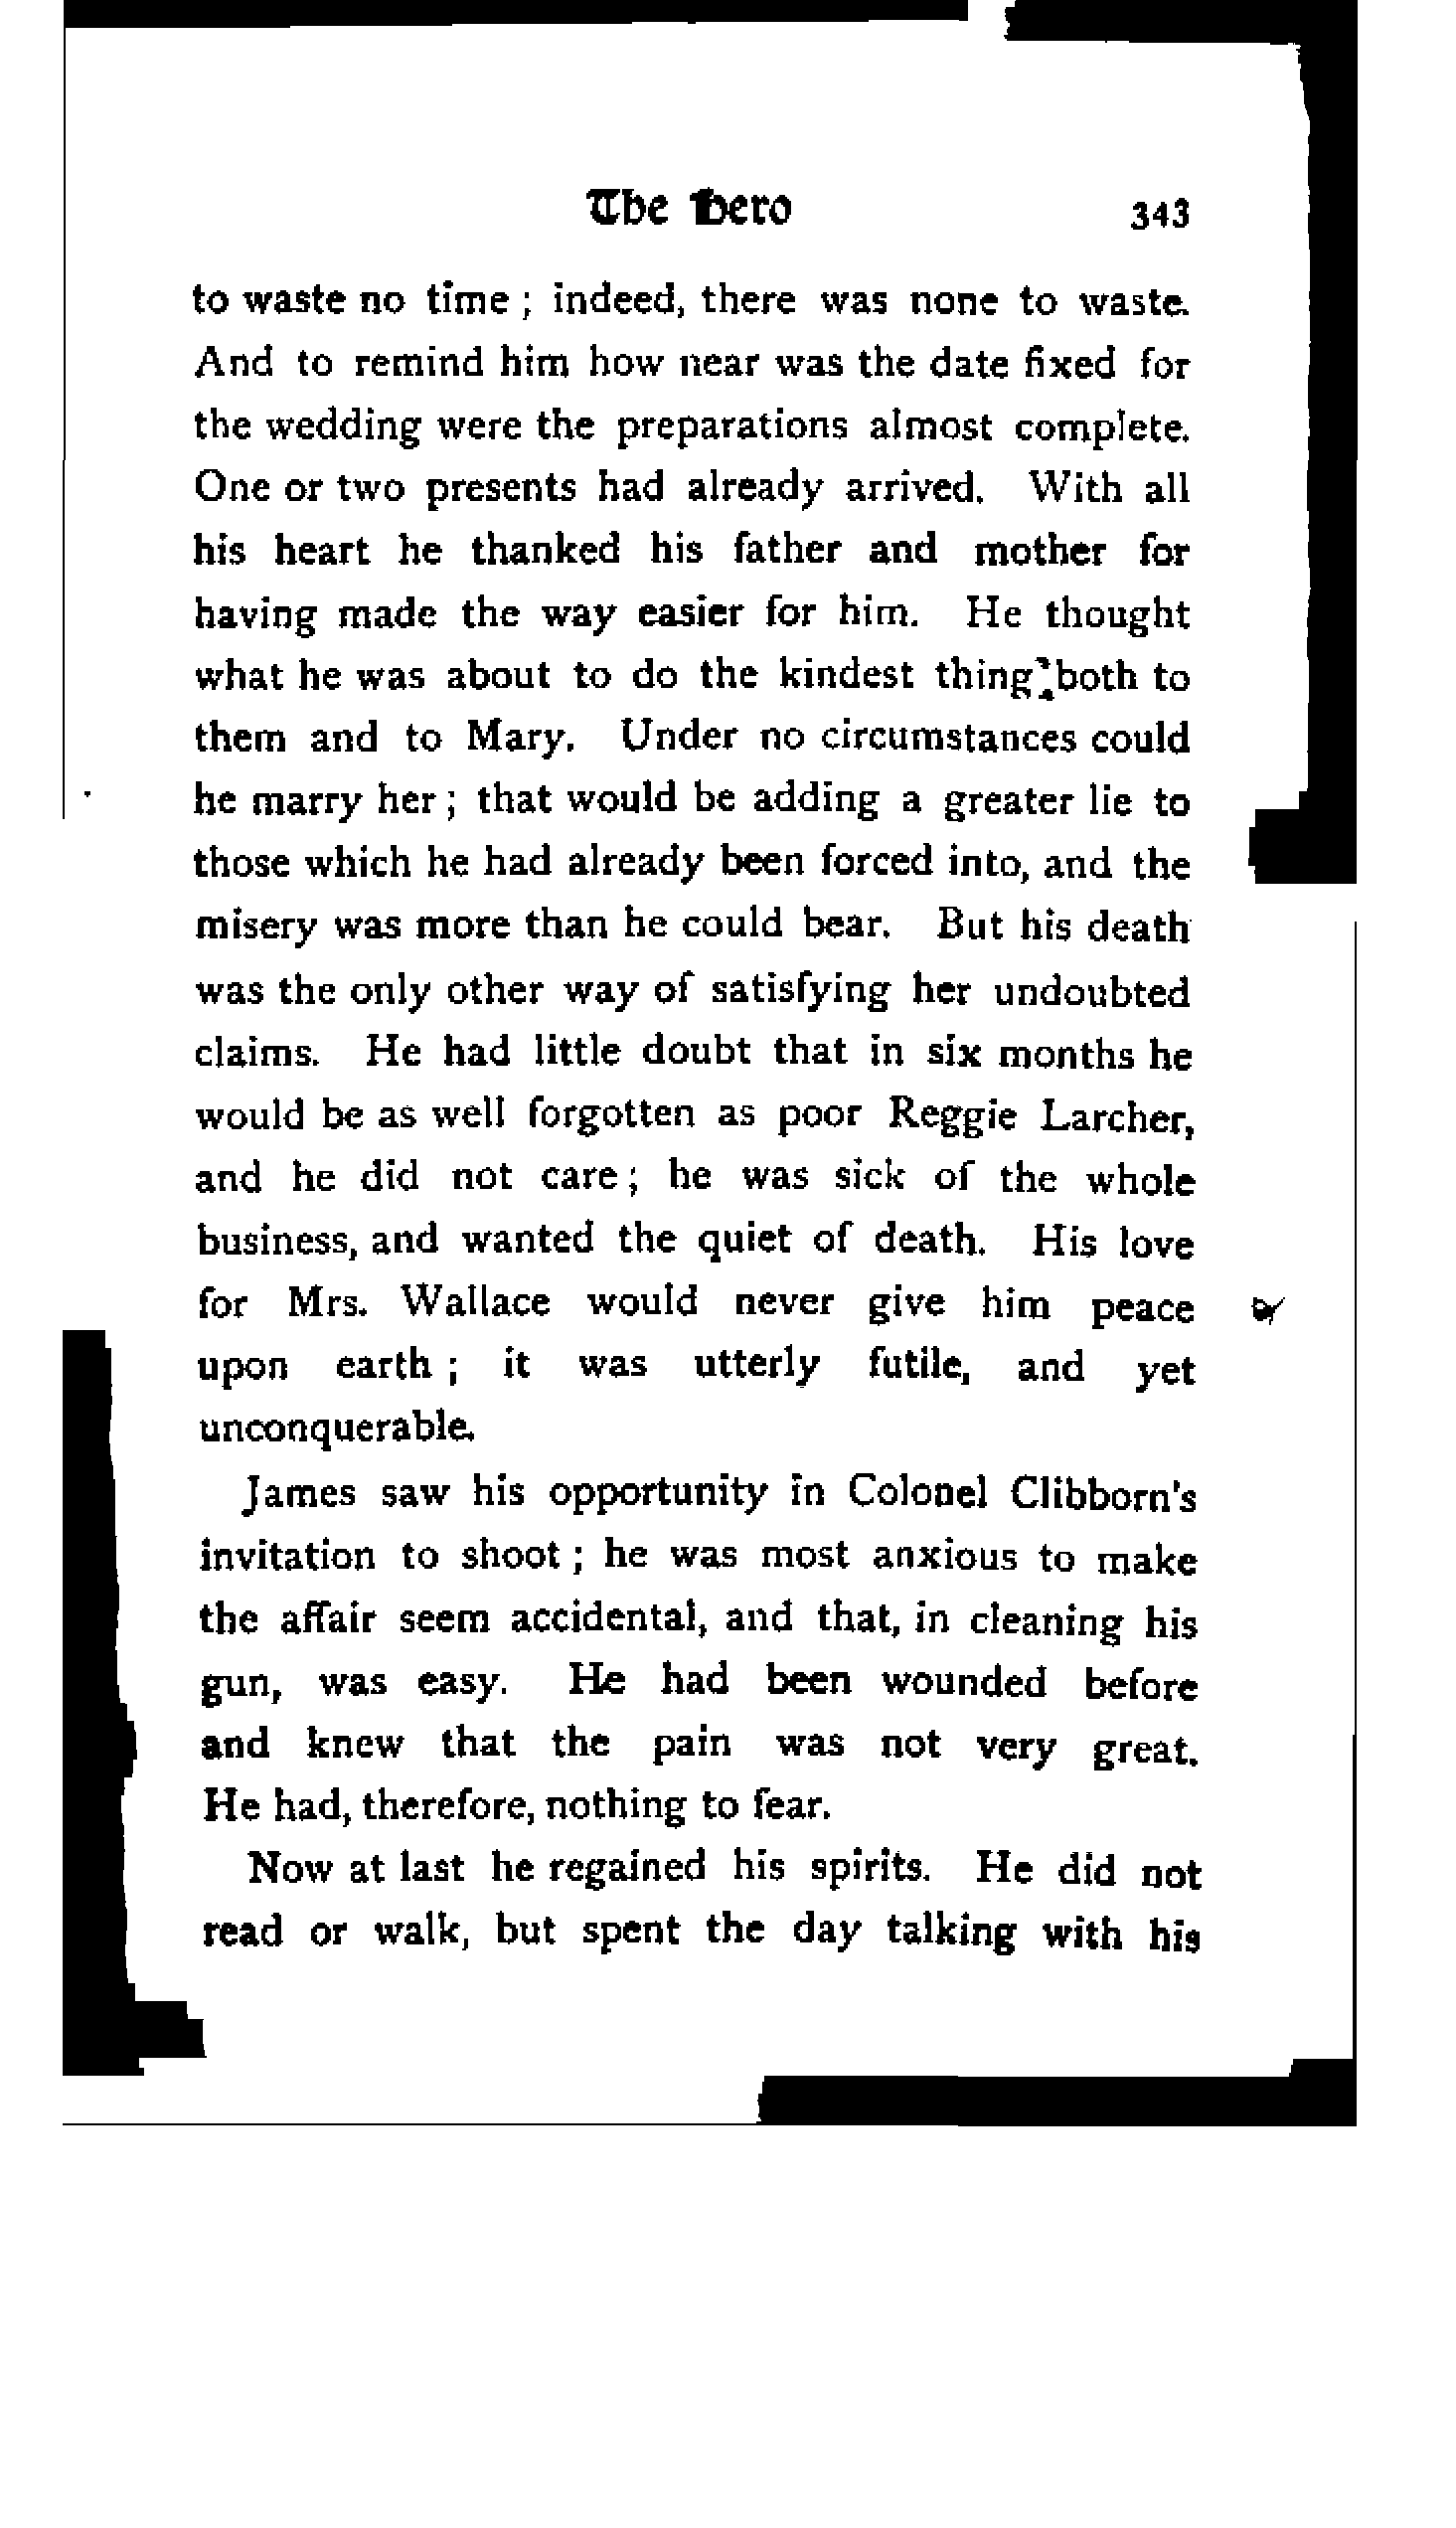 The Hero 343
to waste no time ; indeed, there was none to waste.
And to remind him how near was the date fixed for
the wedding were the preparations almost complete.
One or two presents had already arrived. With all
his heart he thanked his father and mother for
having made the way easier for him. He thought
what he was about to do the kindest thing both to
them and to Mary. Under no circumstances could
he marry her ; that would be adding a greater lie to
those which he had already been forced into, and the
misery was more than he could bear. But his death
was the only other way of satisfying her undoubted
claims. He had little doubt that in six months he
would be as well forgotten as poor Reggie Larcher,
and he did not care ; he was sick of the whole
business, and wanted the quiet of death. His love
for Mrs. Wallace would never give him peace
upon earth ; it was utterly futile, and yet
unconquerable.
James saw his opportunity in Colonel Clibborn's
invitation to shoot ; he was most anxious to make
the affair seem accidental, and that, in cleaning his
gun, was easy. He had been wounded before
and knew that the pain was not very great.
He had, therefore, nothing to fear.
Now at last he regained his spirits. He did not
read or walk, but spent the day talking with his